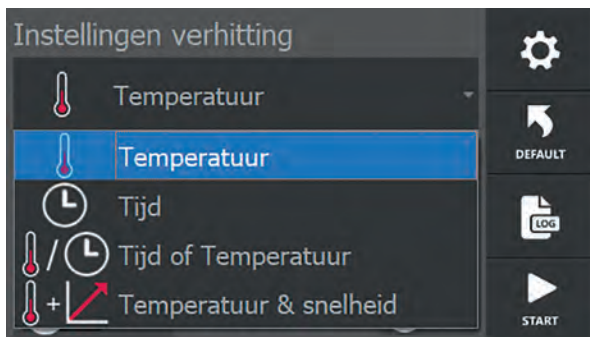 Instellingen verhitting
Temperatuur
Temperatuur
Tijd
Tijd of Temperatuur
Temperatuur & snelheid
DEFAULT
LOG
START